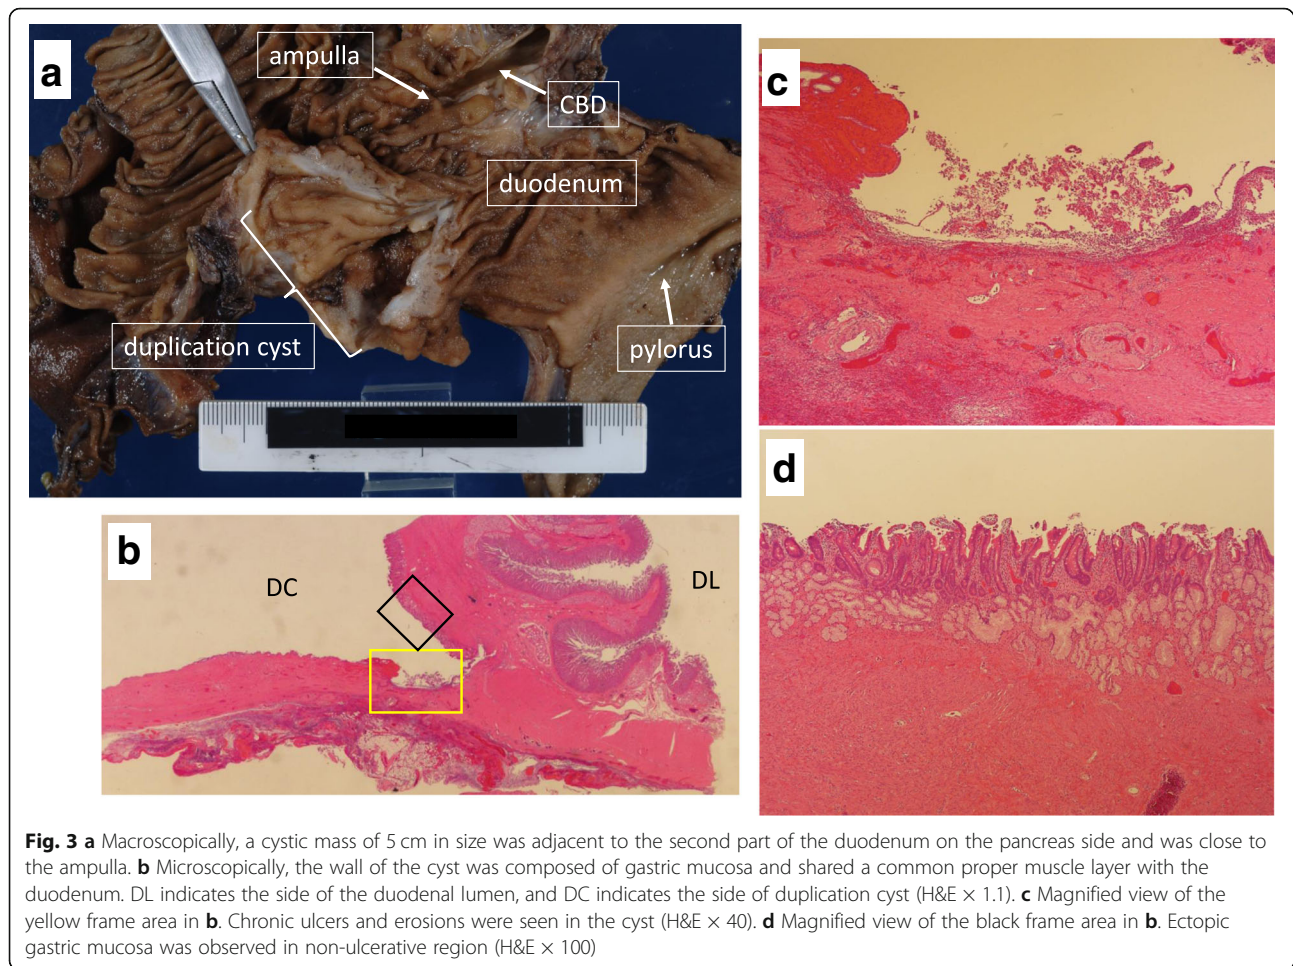 a
ampulla
CBD
duodenum
duplication cyst
pylorus
c
b
DC
DL
d
Fig. 3 a Macroscopically, a cystic mass of 5 cm in size was adjacent to the second part of the duodenum on the pancreas side and was close to
the ampulla. b Microscopically, the wall of the cyst was composed of gastric mucosa and shared a common proper muscle layer with the
duodenum. DL indicates the side of the duodenal lumen, and DC indicates the side of duplication cyst (H&E × 1.1). c Magnified view of the
yellow frame area in b. Chronic ulcers and erosions were seen in the cyst (H&E × 40). d Magnified view of the black frame area in b. Ectopic
gastric mucosa was observed in non-ulcerative region (H&E × 100)